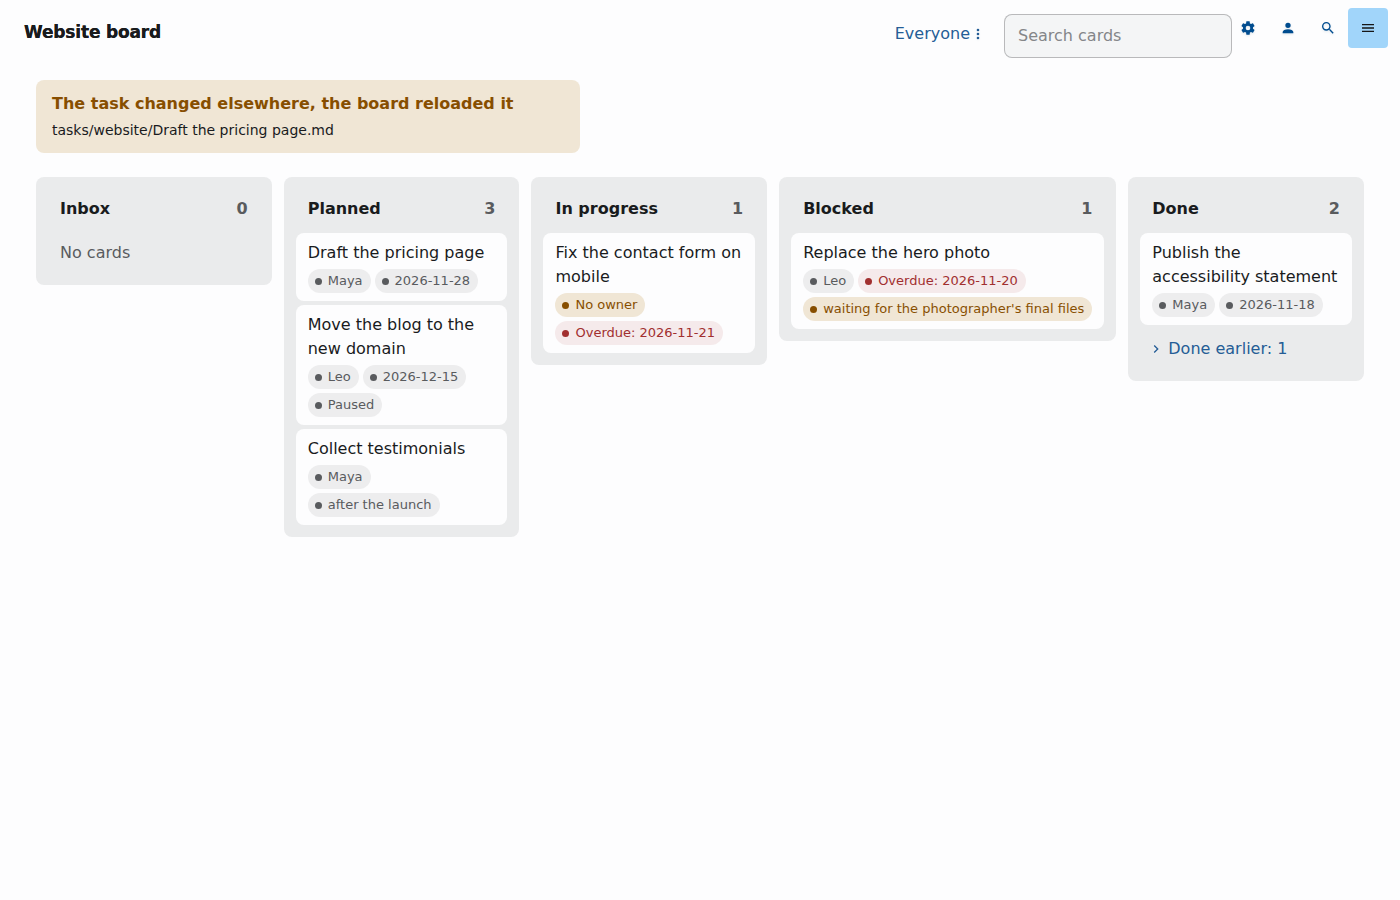 Website board
Everyone
Search cards
The task changed elsewhere, the board reloaded it
tasks/website/Draft the pricing page.md
Inbox 0
No cards
Planned 3
Draft the pricing page
Maya 2026-11-28
Move the blog to the
new domain
Leo 2026-12-15
Paused
Collect testimonials
Maya
after the launch
In progress 1
Fix the contact form on
mobile
No owner
Overdue: 2026-11-21
Blocked 1
Replace the hero photo
Leo Overdue: 2026-11-20
waiting for the photographer's final files
Done 2
Publish the
accessibility statement
Maya 2026-11-18
Done earlier: 1